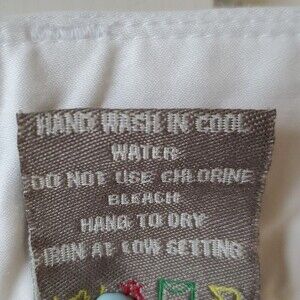 HAND WASH IN COOL
WATER
DO NOT USE CHLORINE
BLEACH
HANG TO DRY
IRON AT LOW SETTING